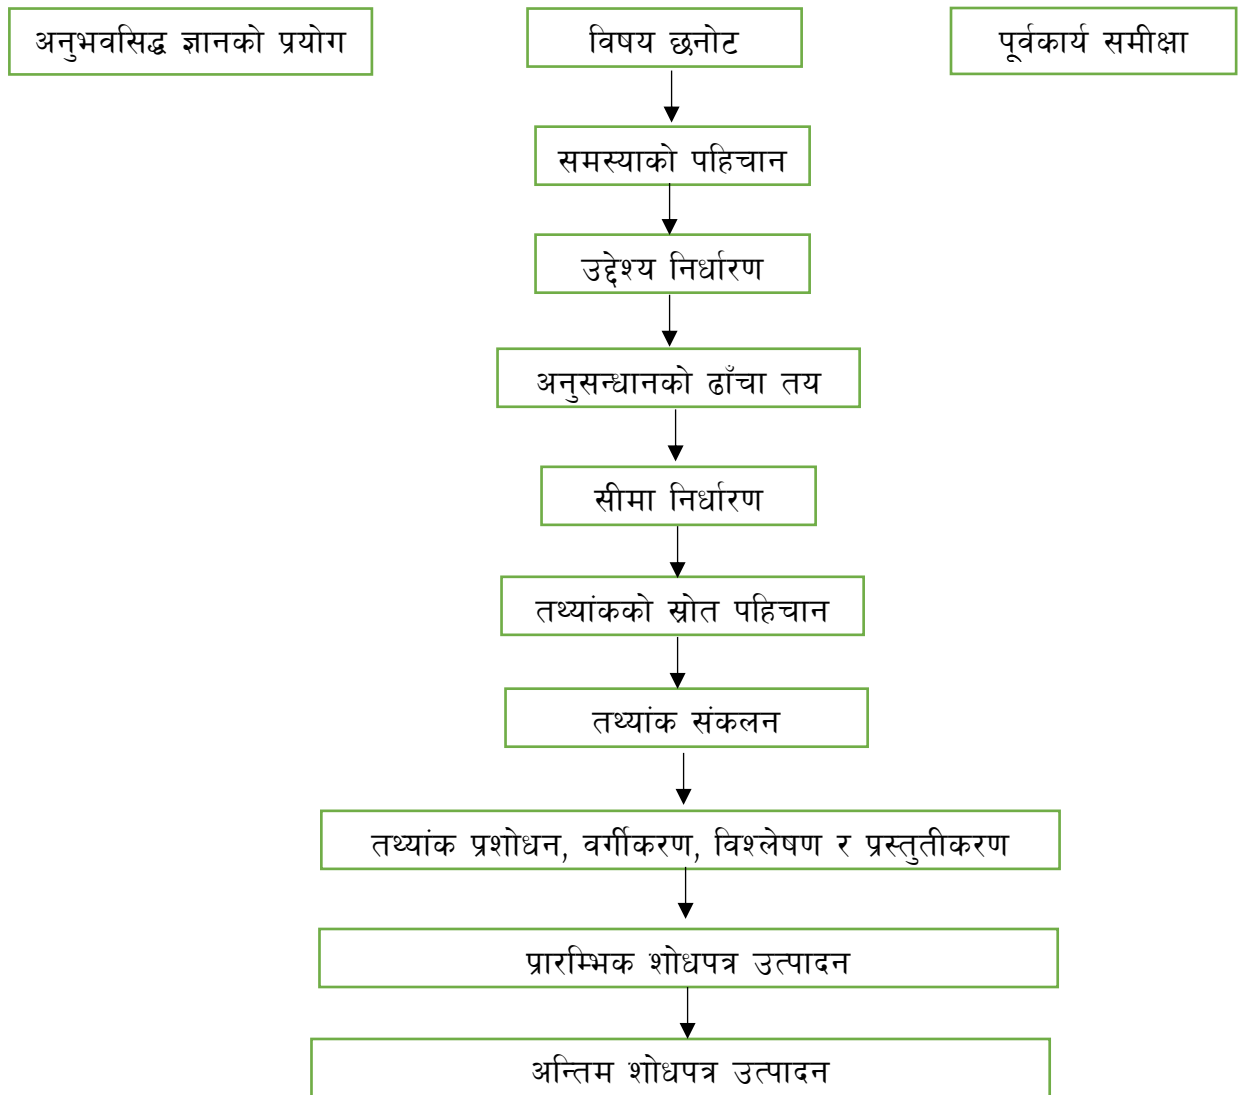 अनुभवसिद्ध ज्ञानको प्रयोग
विषय छनोट
पूर्वकार्य समीक्षा
समस्याको पहिचान
उद्देश्य निर्धारण
अनुसन्धानको ढाँचा तय
सीमा निर्धारण
तथ्यांकको स्रोत पहिचान
तथ्यांक संकलन
तथ्यांक प्रशोधन, वर्गीकरण, विश्लेषण र प्रस्तुतीकरण
प्रारम्भिक शोधपत्र उत्पादन
अन्तिम शोधपत्र उत्पादन